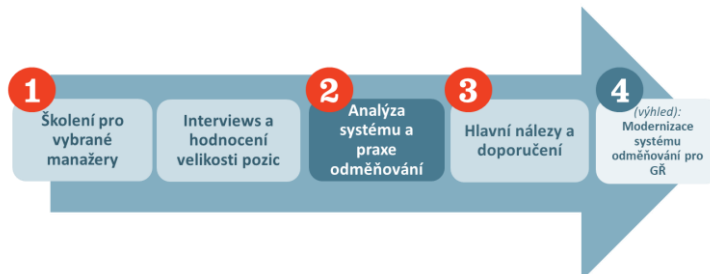 1
Školení pro
vybrané
manažery
Interviews a
hodnocení
velikosti pozic
2
Analýza
systému a
praxe
odměňování
3
Hlavní nálezy a
doporučení
4
(výhled):
Modernizace
systému
odměňování pro
GŘ